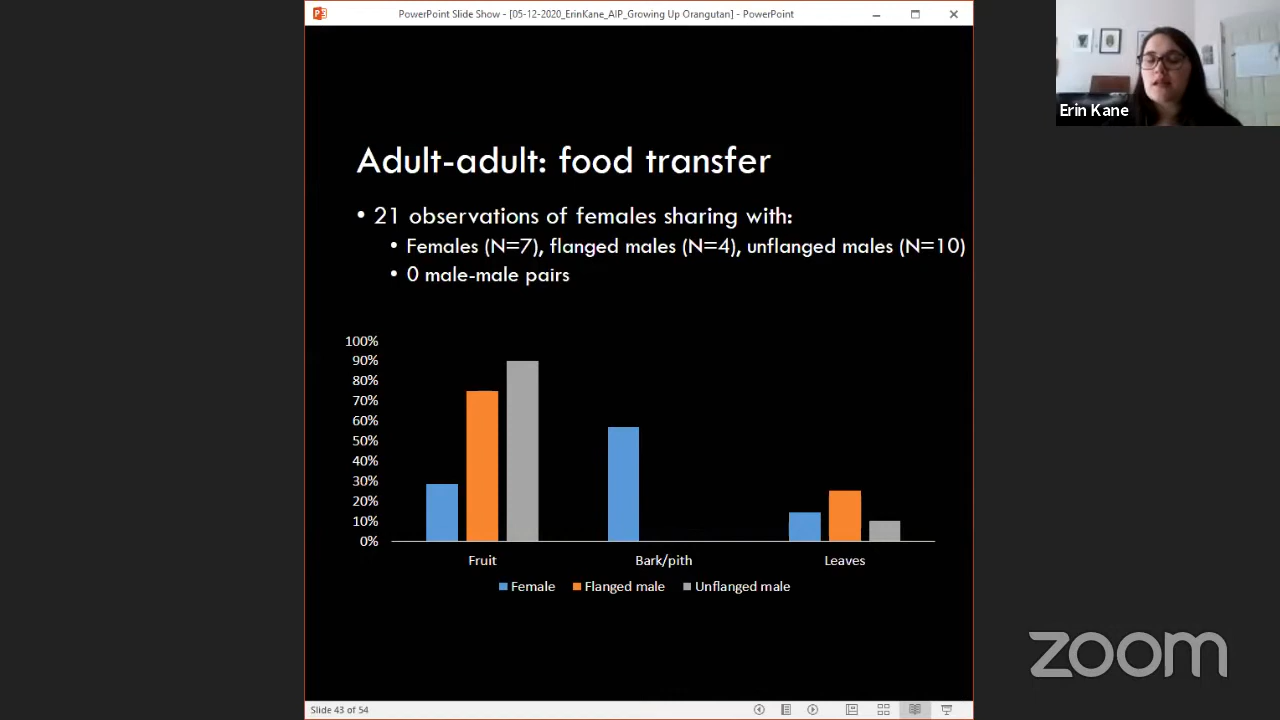 PowerPoint Slide Show - [05-12-2020_ErinKane_AIP_Growing Up Orangutan] - PowerPoint
Erin Kane
Adult-adult: food transfer
• 21 observations of females sharing with:
• Females (N=7), flanged males (N=4), unflanged males (N=10)
• 0 male-male pairs
100%
90%
80%
70%
60%
50%
40%
30%
20%
10%
0%
Fruit Bark/pith Leaves
Female Flanged male Unflanged male
zoom
Slide 43 of 54